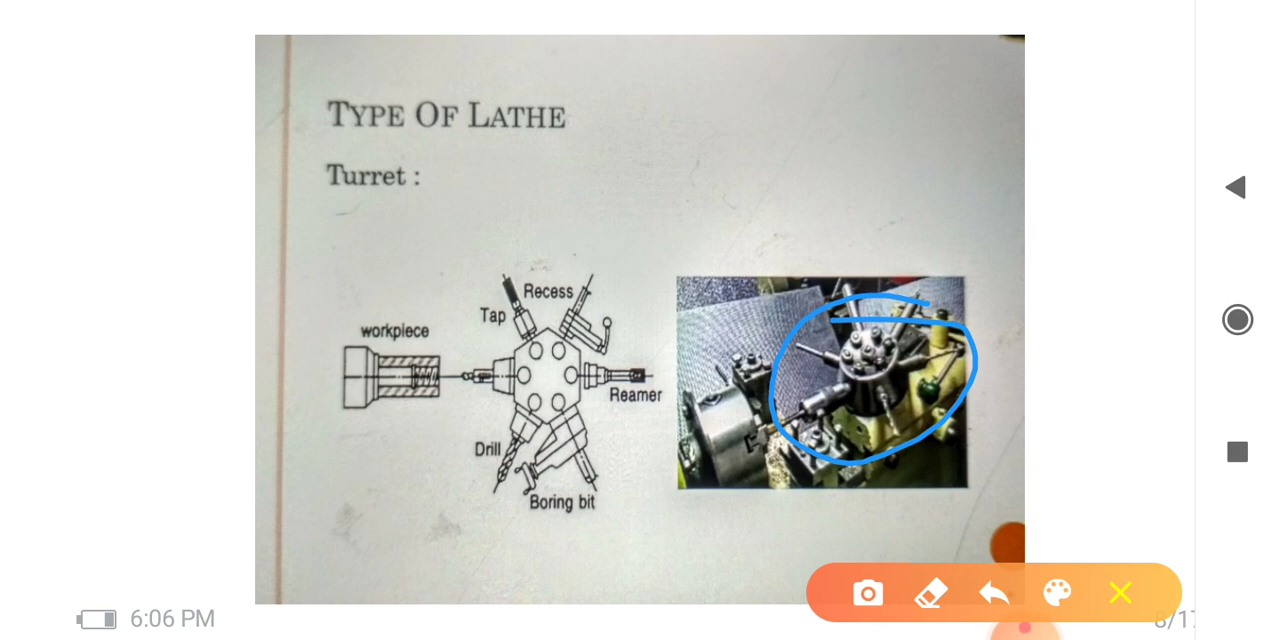 TYPE OF LATHE
Turret :
Recess
Tap
workpiece
Reamer
Drill
Boring bit
6:06 PM